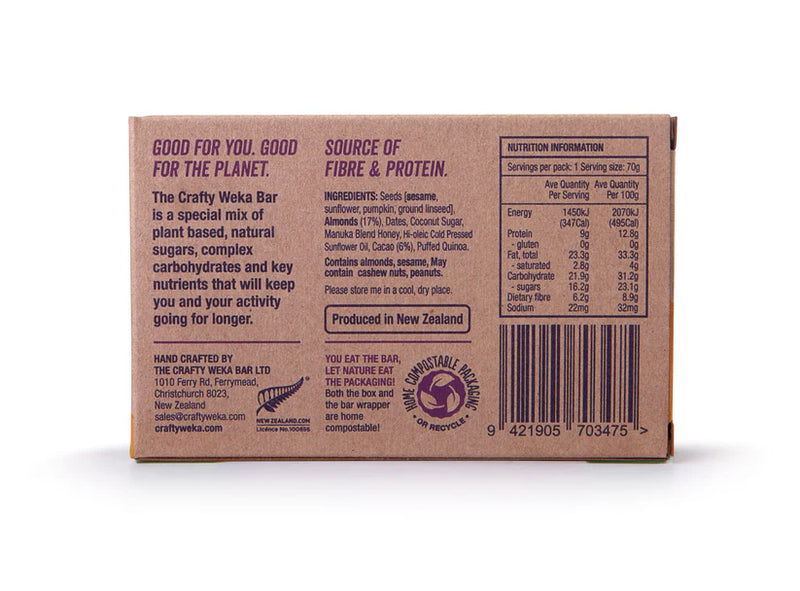 GOOD FOR YOU. GOOD
FOR THE PLANET.
The Crafty Weka Bar
is a special mix of
plant based, natural
sugars, complex
carbohydrates and key
nutrients that will keep
you and your activity
going for longer.
HAND CRAFTED BY
THE CRAFTY WEKA BAR LTD
1010 Ferry Rd, Ferrymead,
Christchurch 8023,
New Zealand
sales@craftyweka.com
craftyweka.com
NEWZEALAND.COM
Licence No.100896
SOURCE OF
FIBRE & PROTEIN.
INGREDIENTS: Seeds [sesame,
sunflower, pumpkin, ground linseed],
Almonds (17%), Dates, Coconut Sugar,
Manuka Blend Honey, Hi-oleic Cold Pressed
Sunflower Oil, Cacao (6%), Puffed Quinoa.
Contains almonds, sesame, May
contain cashew nuts, peanuts.
Please store me in a cool, dry place.
Produced in New Zealand
YOU EAT THE BAR,
LET NATURE EAT
THE PACKAGING!
Both the box and
the bar wrapper
are home
compostable!
HOME COMPOSTABLE PACKAGING
• OR RECYCLE •
NUTRITION INFORMATION
Servings per pack: 1 Serving size: 70g
Ave Quantity Ave Quantity
Per Serving Per 100g
Energy 1450kJ 2070kJ
(347Cal) (495Cal)
Protein 9g 12.8g
- gluten 0g 0g
Fat, total 23.3g 33.3g
- saturated 2.8g 4g
Carbohydrate 21.9g 31.2g
- sugars 16.2g 23.1g
Dietary fibre 6.2g 8.9g
Sodium 22mg 32mg
9 421905 703475 >